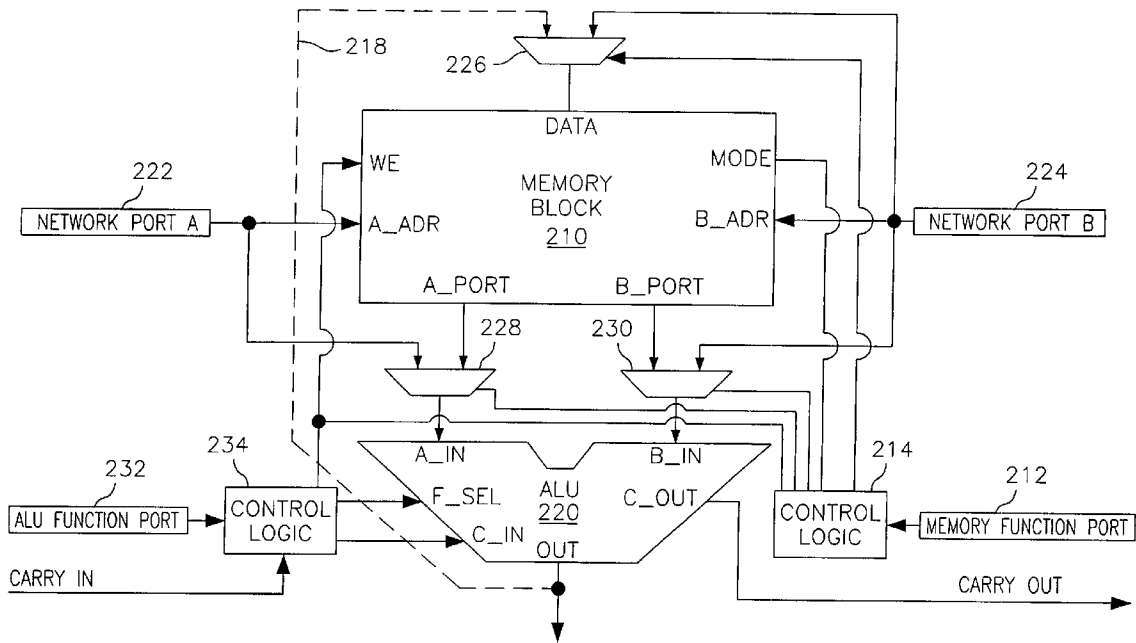 218
226
DATA
WE
MODE
222
224
MEMORY
BLOCK
210
NETWORK PORT A
A_ADR
B_ADR
NETWORK PORT B
A_PORT
B_PORT
228
230
234
A_IN
B_IN
214
232
212
F_SEL
ALU
220
C_OUT
ALU FUNCTION PORT
CONTROL
LOGIC
C_IN
OUT
CONTROL
LOGIC
MEMORY FUNCTION PORT
CARRY IN
CARRY OUT